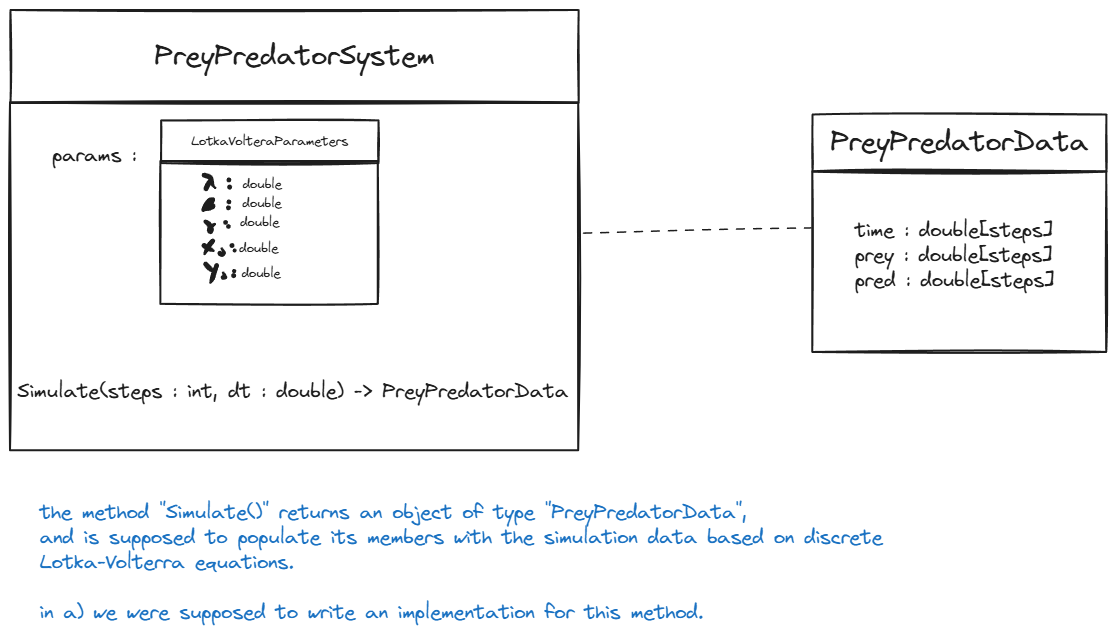 PreyPredatorSystem
params :
LotkaVolteraParameters
λ : double
β : double
γ : double
X₀ : double
Y₀ : double
Simulate(steps : int, dt : double) -> PreyPredatorData
PreyPredatorData
time : double[steps]
prey : double[steps]
pred : double[steps]
the method "Simulate()" returns an object of type "PreyPredatorData",
and is supposed to populate its members with the simulation data based on discrete
Lotka-Volterra equations.
in a) we were supposed to write an implementation for this method.